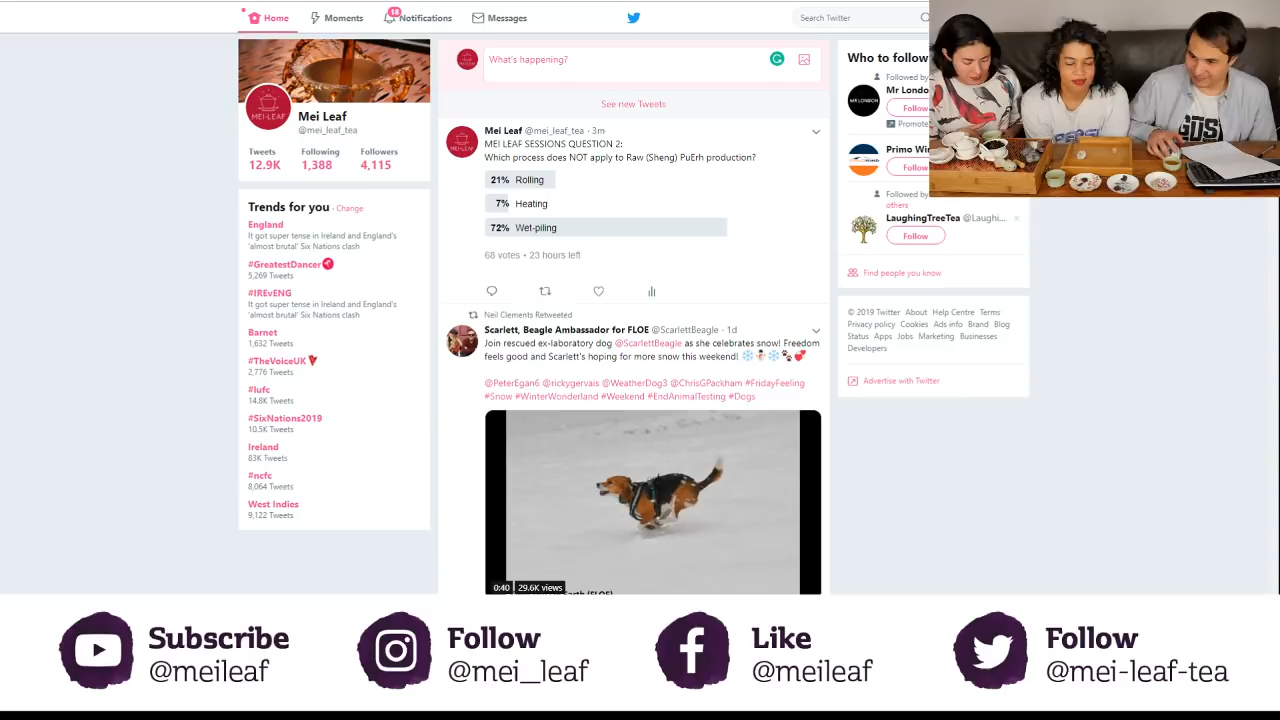 Home
Moments
18
Notifications
Messages
Search Twitter
MEI LEAF
Mei Leaf
@mei_leaf_tea
Tweets Following Followers
12.9K 1,388 4,115
Trends for you · Change
England
It got super tense in Ireland and England's
'almost brutal' Six Nations clash
#GreatestDancer
5,269 Tweets
#IREvENG
It got super tense in Ireland and England's
'almost brutal' Six Nations clash
Barnet
1,632 Tweets
#TheVoiceUK
2,776 Tweets
#lufc
14.8K Tweets
#SixNations2019
10.5K Tweets
Ireland
83K Tweets
#ncfc
8,064 Tweets
West Indies
9,122 Tweets
What's happening?
See new Tweets
Mei Leaf @mei_leaf_tea · 3m
MEI LEAF SESSIONS QUESTION 2:
Which process does NOT apply to Raw (Sheng) PuErh production?
21% Rolling
7% Heating
72% Wet-piling
68 votes • 23 hours left
Neil Clements Retweeted
Scarlett, Beagle Ambassador for FLOE @ScarlettBeagle · 1d
Join rescued ex-laboratory dog @ScarlettBeagle as she celebrates snow! Freedom
feels good and Scarlett's hoping for more snow this weekend!
@PeterEgan6 @rickygervais @WeatherDog3 @ChrisGPackham #FridayFeeling
#Snow #WinterWonderland #Weekend #EndAnimalTesting #Dogs
0:40 29.6K views
Who to follow
Followed by
Mr London
MR LONDON
Follow
Promote
Primo Wi
Follow
Followed by
others
LaughingTreeTea @Laughi...
Follow
Find people you know
© 2019 Twitter About Help Centre Terms
Privacy policy Cookies Ads info Brand Blog
Status Apps Jobs Marketing Businesses
Developers
Advertise with Twitter
Subscribe
@meileaf
Follow
@mei_leaf
Like
@meileaf
Follow
@mei-leaf-tea